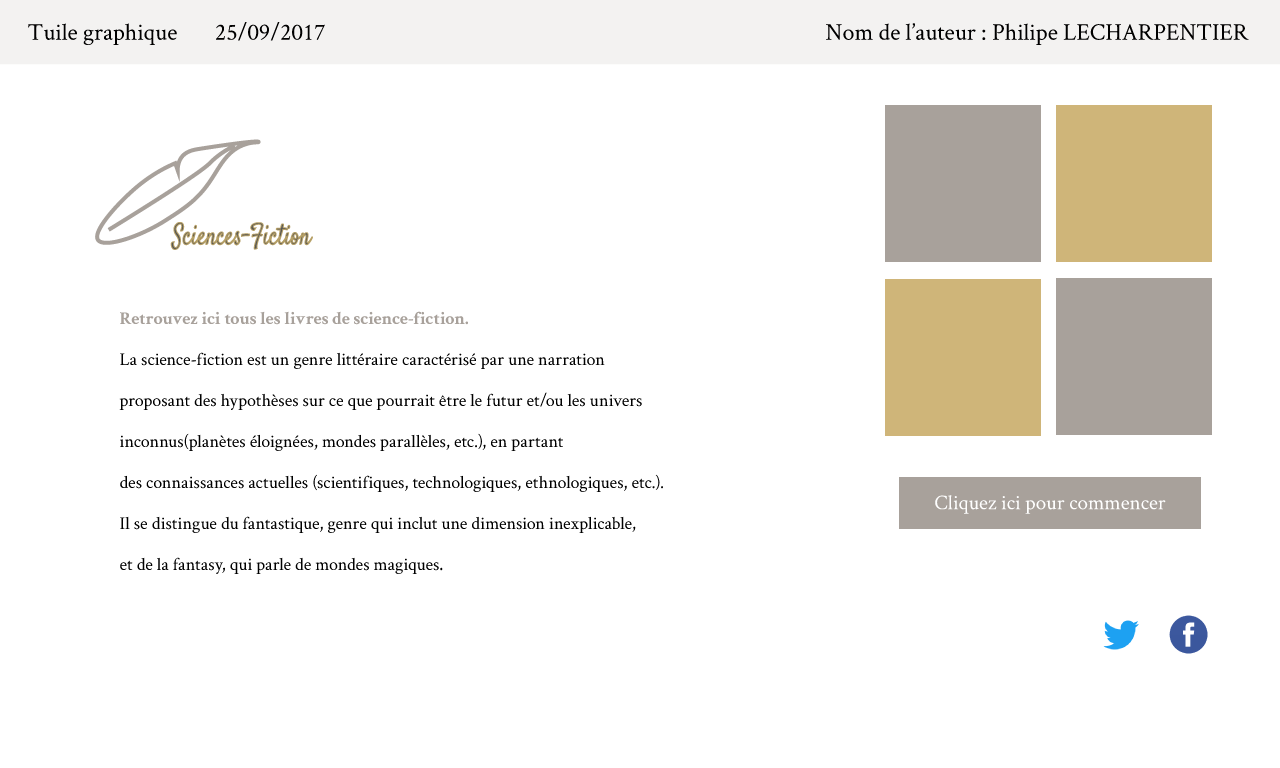 Tuile graphique 25/09/2017 Nom de l’auteur : Philipe LECHARPENTIER
Sciences-Fiction
Retrouvez ici tous les livres de science-fiction.
La science-fiction est un genre littéraire caractérisé par une narration
proposant des hypothèses sur ce que pourrait être le futur et/ou les univers
inconnus(planètes éloignées, mondes parallèles, etc.), en partant
des connaissances actuelles (scientifiques, technologiques, ethnologiques, etc.).
Il se distingue du fantastique, genre qui inclut une dimension inexplicable,
et de la fantasy, qui parle de mondes magiques.
Cliquez ici pour commencer